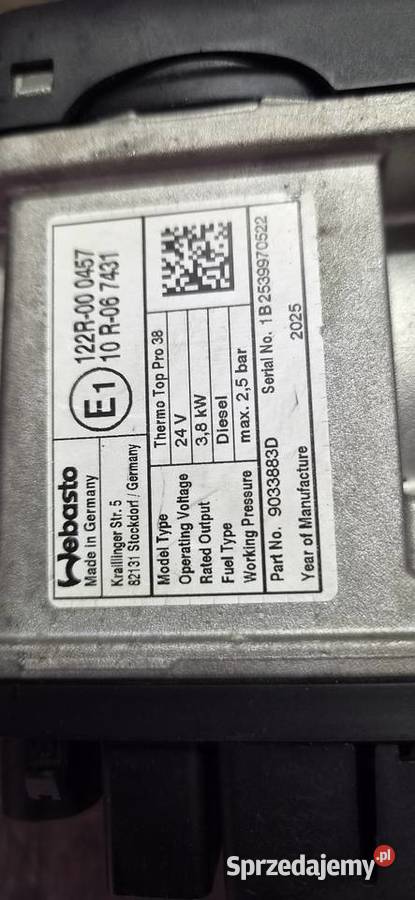 Webasto
Made in Germany
Kraillinger Str. 5
82131 Stockdorf / Germany
E1
122R-00 0457
10 R-06 7431
Model Type Thermo Top Pro 38
Operating Voltage 24 V
Rated Output 3,8 kW
Fuel Type Diesel
Working Pressure max. 2,5 bar
Part No. 9033883D Serial No. 1B2539970522
Year of Manufacture 2025
Sprzedajemy.pl